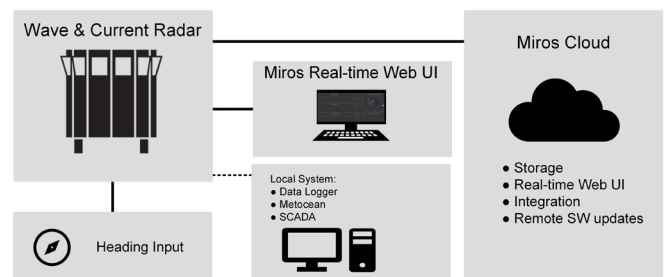 Wave & Current Radar
Miros Real-time Web UI
Miros Cloud
● Storage
● Real-time Web UI
● Integration
● Remote SW updates
Local System:
● Data Logger
● Metocean
● SCADA
Heading Input